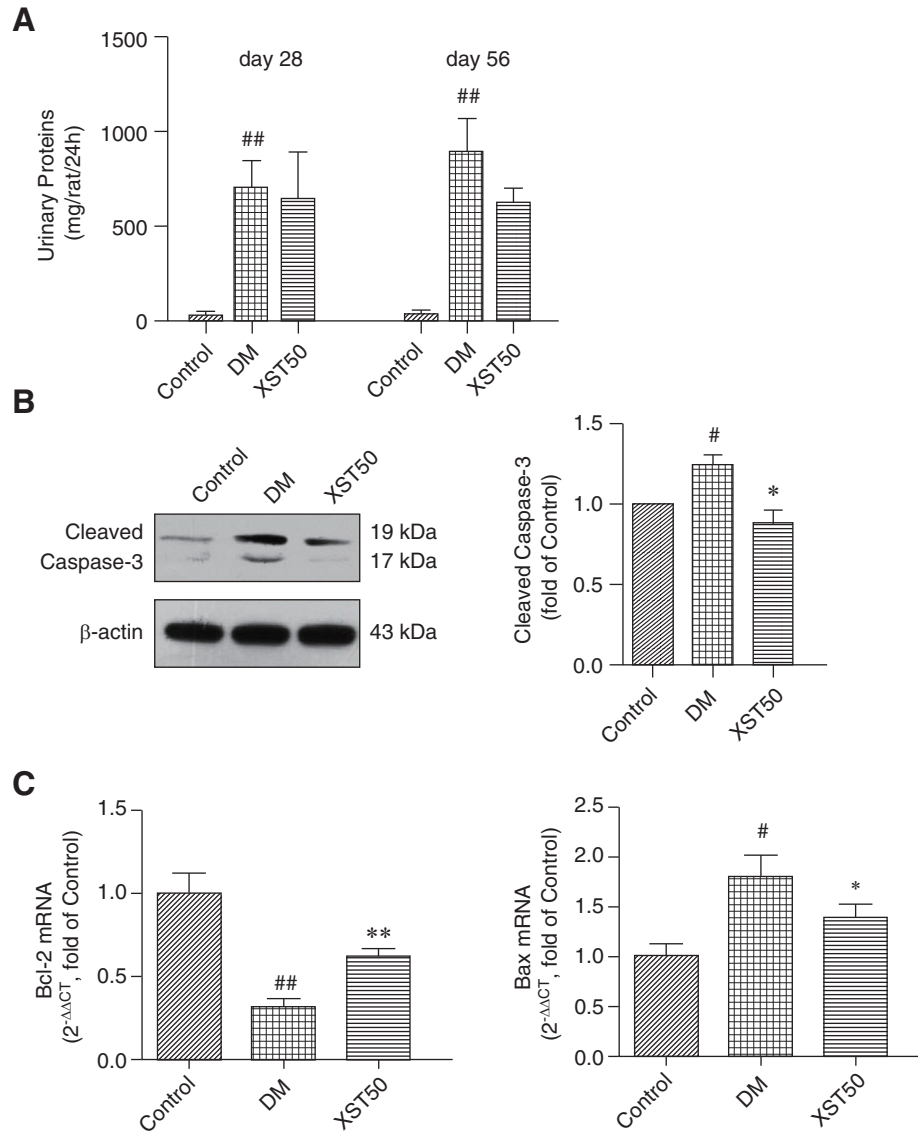 A
Urinary Proteins
(mg/rat/24h)
1500
1000
500
0
day 28
day 56
##
##
Control
DM
XST50
Control
DM
XST50
B
Control
DM
XST50
Cleaved
Caspase-3
19 kDa
17 kDa
β-actin
43 kDa
Cleaved Caspase-3
(fold of Control)
1.5
1.0
0.5
0.0
#
*
Control
DM
XST50
C
Bcl-2 mRNA
(2-ΔΔCT, fold of Control)
1.5
1.0
0.5
0.0
##
**
Control
DM
XST50
Bax mRNA
(2-ΔΔCT, fold of Control)
2.5
2.0
1.5
1.0
0.5
0.0
#
*
Control
DM
XST50